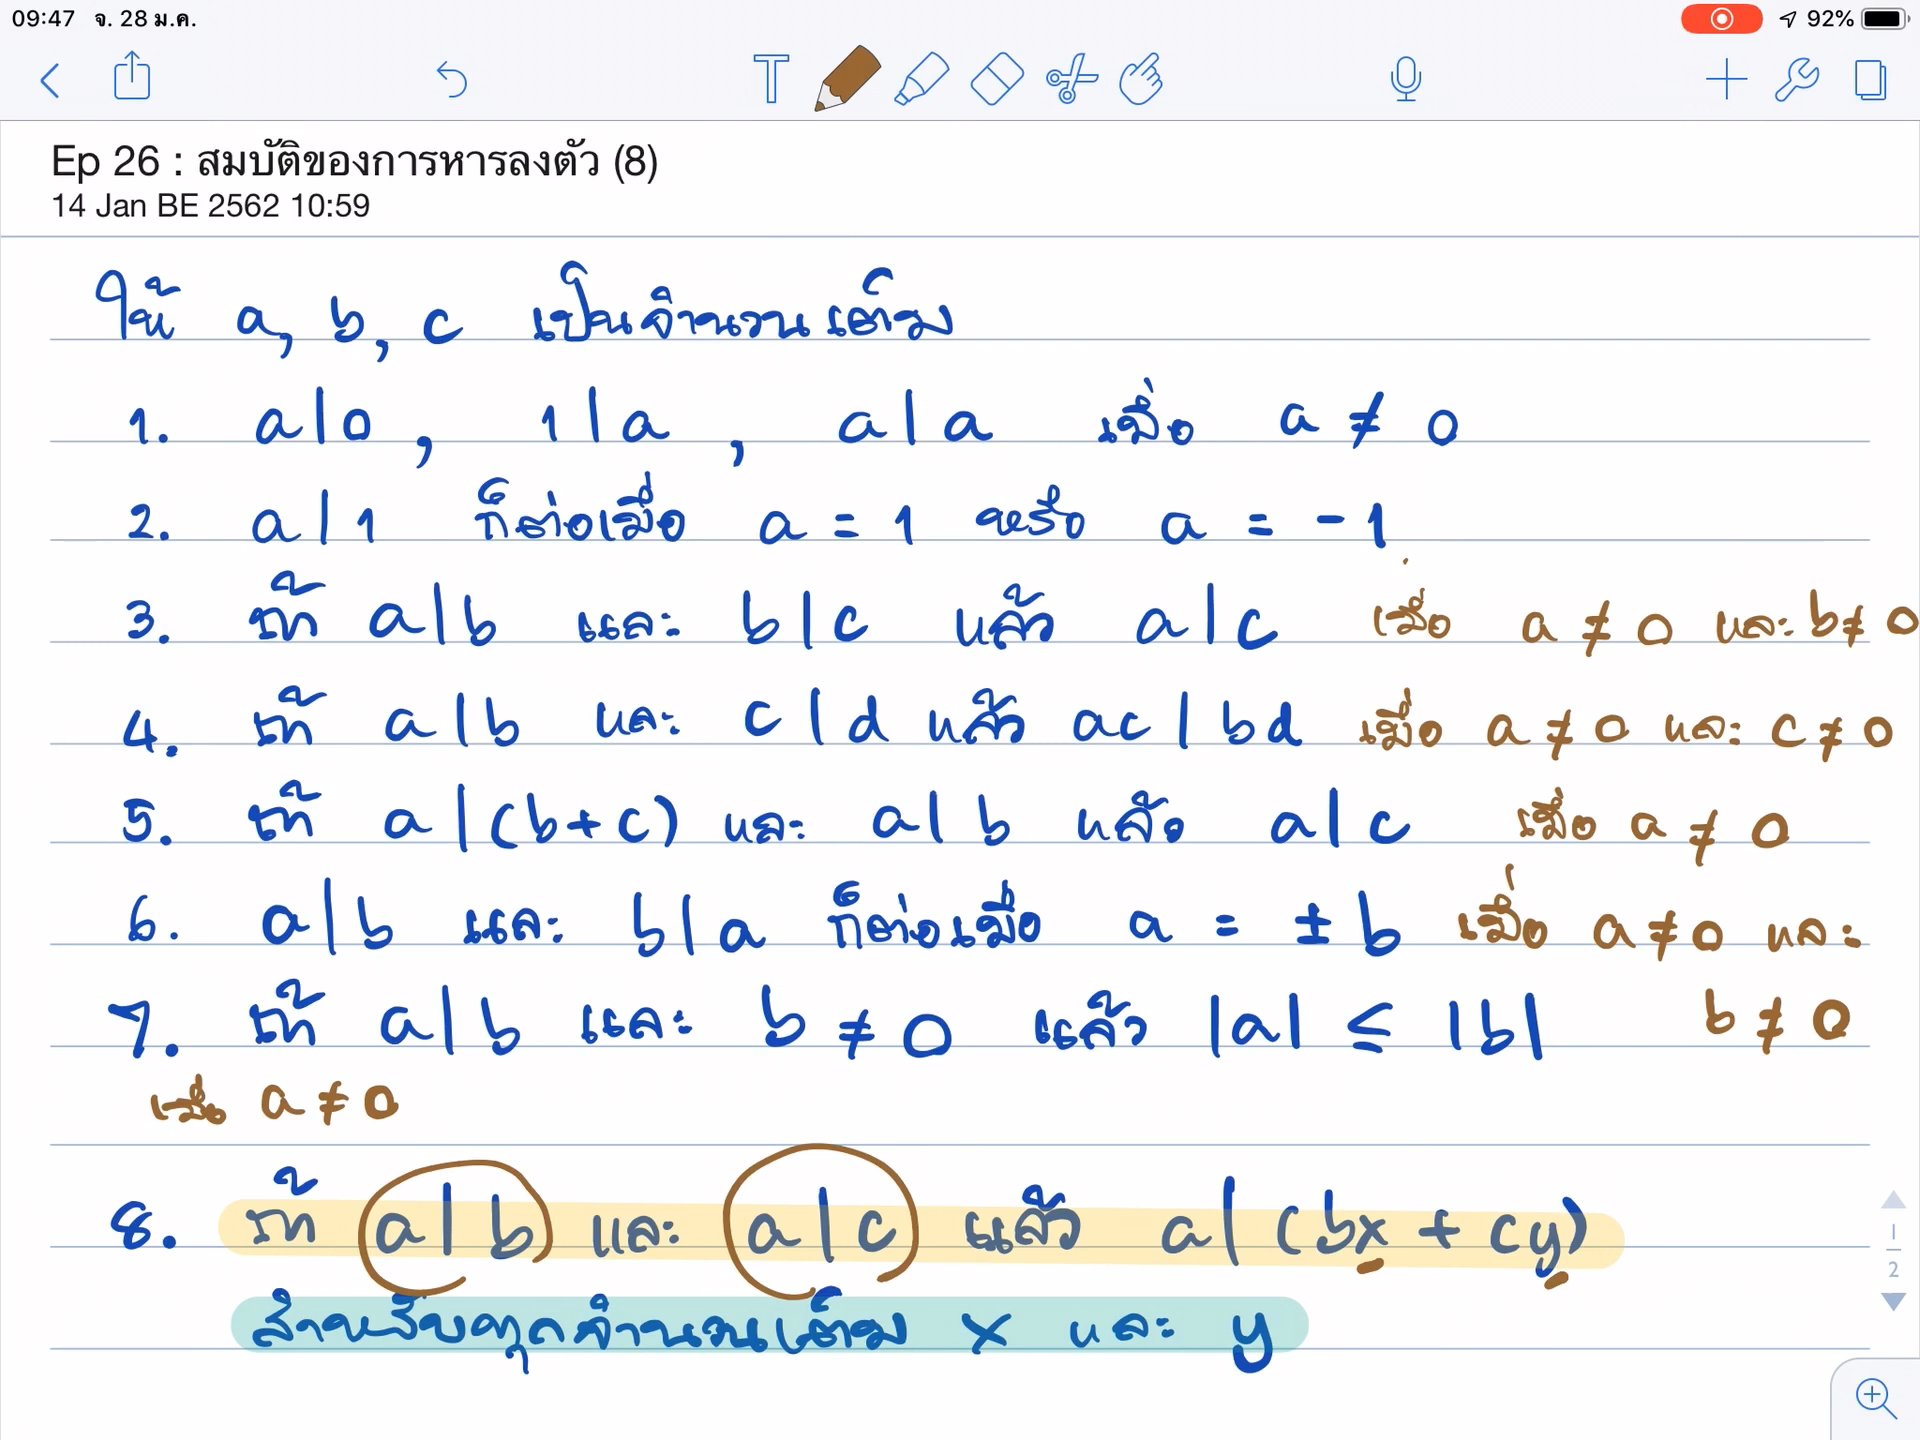 09:47 จ. 28 ม.ค. 92%
T
Ep 26 : สมบัติของการหารลงตัว (8)
14 Jan BE 2562 10:59
ให้ a, b, c เป็นจำนวนเต็ม
1. a|0 , 1|a , a|a เมื่อ a ≠ 0
2. a|1 ก็ต่อเมื่อ a = 1 หรือ a = -1
3. ถ้า a|b และ b|c แล้ว a|c เมื่อ a ≠ 0 และ b ≠ 0
4. ถ้า a|b และ c|d แล้ว ac|bd เมื่อ a ≠ 0 และ c ≠ 0
5. ถ้า a|(b+c) และ a|b แล้ว a|c เมื่อ a ≠ 0
6. a|b และ b|a ก็ต่อเมื่อ a = ± b เมื่อ a ≠ 0 และ
7. ถ้า a|b และ b ≠ 0 แล้ว |a| ≤ |b| b ≠ 0
เมื่อ a ≠ 0
8. ถ้า a|b และ a|c แล้ว a|(bx + cy)
สำหรับทุกจำนวนเต็ม x และ y
1
2